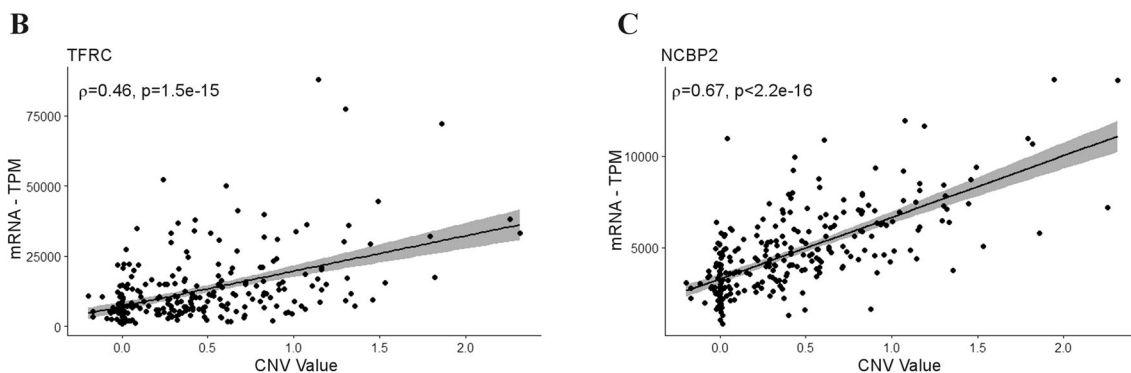 B
TFRC
ρ=0.46, p=1.5e-15
75000
50000
25000
0
mRNA - TPM
0.0 0.5 1.0 1.5 2.0
CNV Value
C
NCBP2
ρ=0.67, p<2.2e-16
10000
5000
mRNA - TPM
0.0 0.5 1.0 1.5 2.0
CNV Value